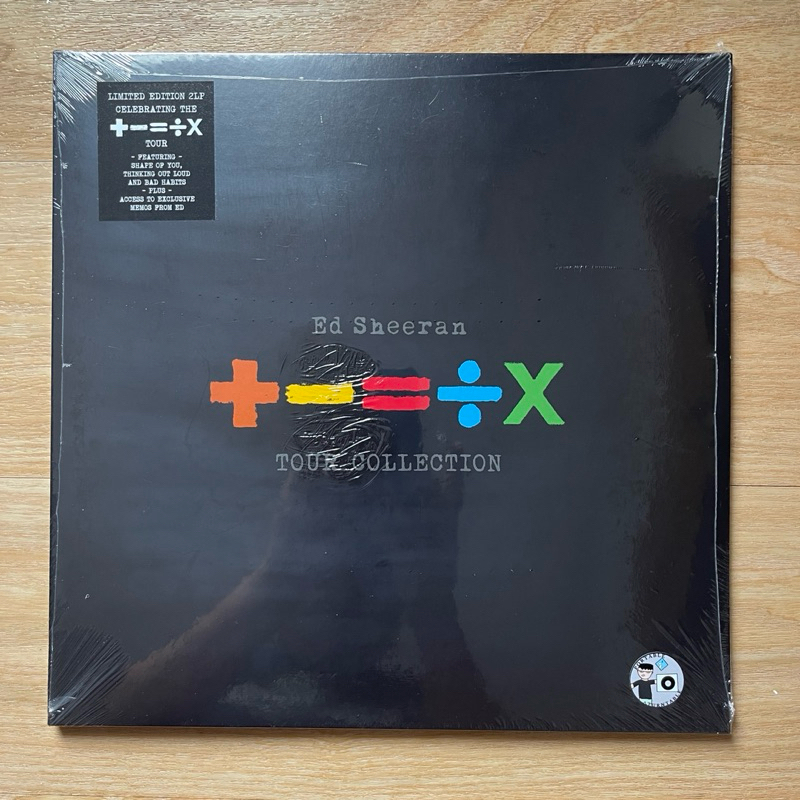 LIMITED EDITION 2LP
CELEBRATING THE
+-=÷x
TOUR
- FEATURING -
SHAPE OF YOU,
THINKING OUT LOUD
AND BAD HABITS
- PLUS -
ACCESS TO EXCLUSIVE
MEMOS FROM ED
Ed Sheeran
+-=÷x
TOUR COLLECTION